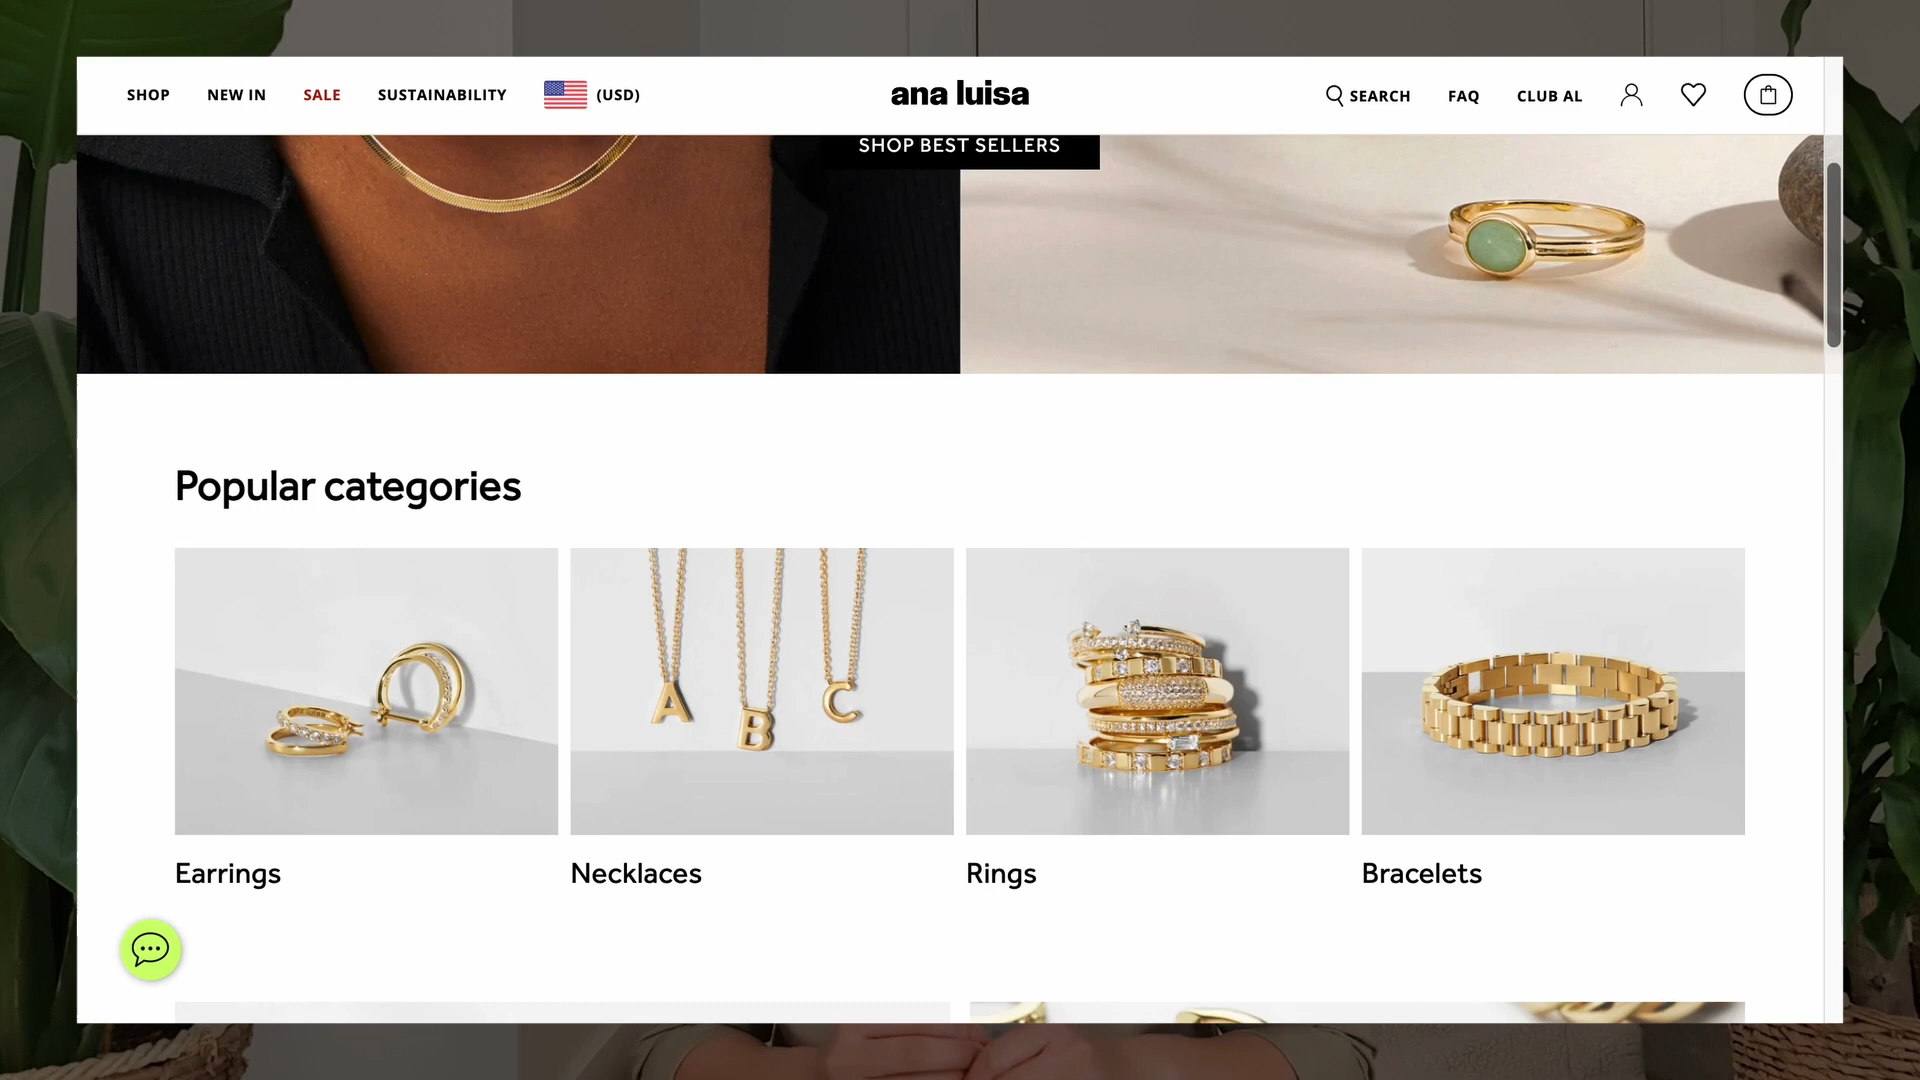 SHOP NEW IN SALE SUSTAINABILITY (USD) ana luisa SEARCH FAQ CLUB AL
SHOP BEST SELLERS
Popular categories
A B C
Earrings Necklaces Rings Bracelets